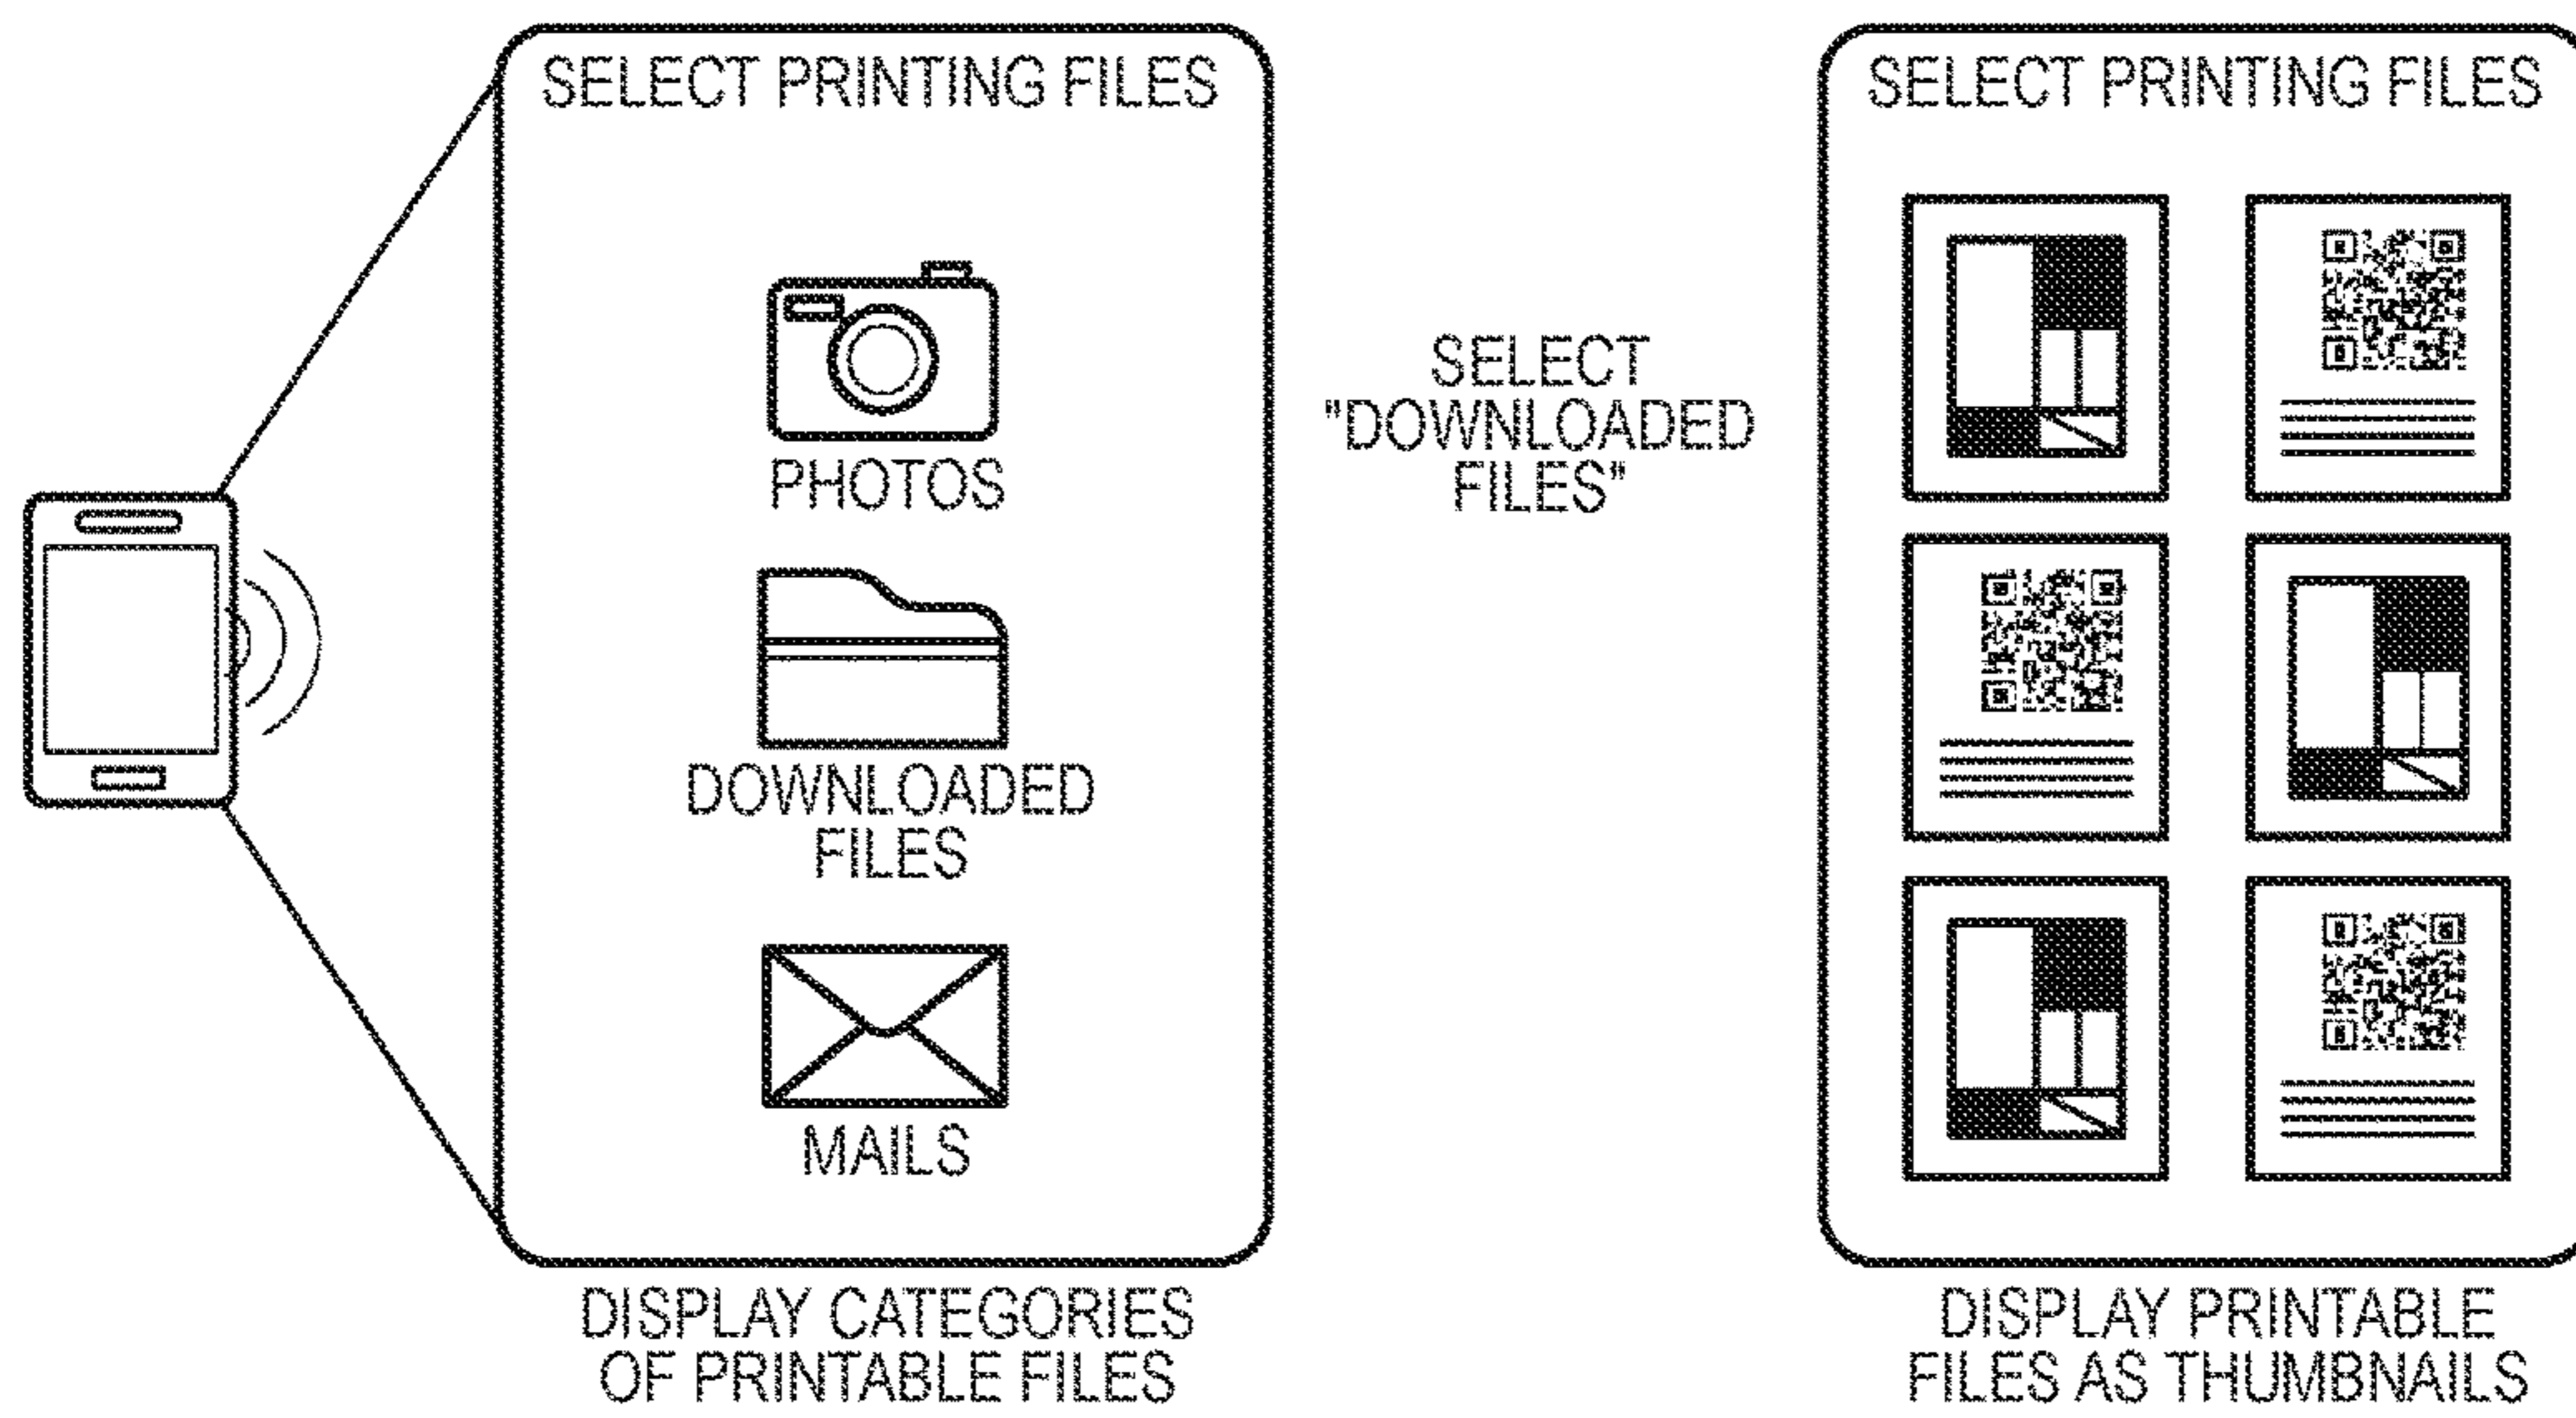 SELECT PRINTING FILES
PHOTOS
DOWNLOADED
FILES
MAILS
DISPLAY CATEGORIES
OF PRINTABLE FILES
SELECT
"DOWNLOADED
FILES"
SELECT PRINTING FILES
DISPLAY PRINTABLE
FILES AS THUMBNAILS